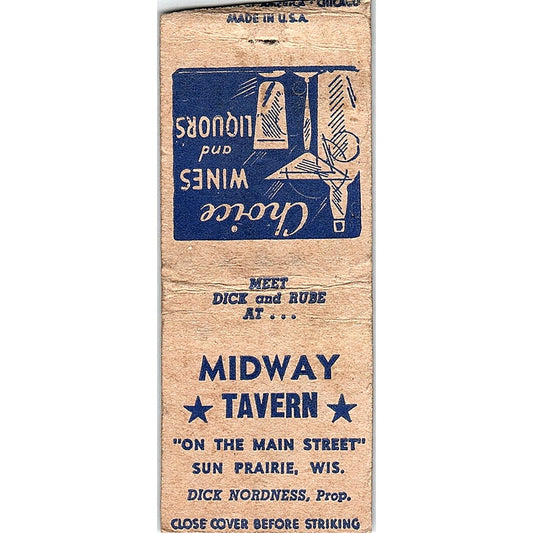 CHICAGO
MADE IN U.S.A.
Choice
WINES
and
LIQUORS
MEET
DICK and RUBE
AT...
MIDWAY
★ TAVERN ★
"ON THE MAIN STREET"
SUN PRAIRIE, WIS.
DICK NORDNESS, Prop.
CLOSE COVER BEFORE STRIKING